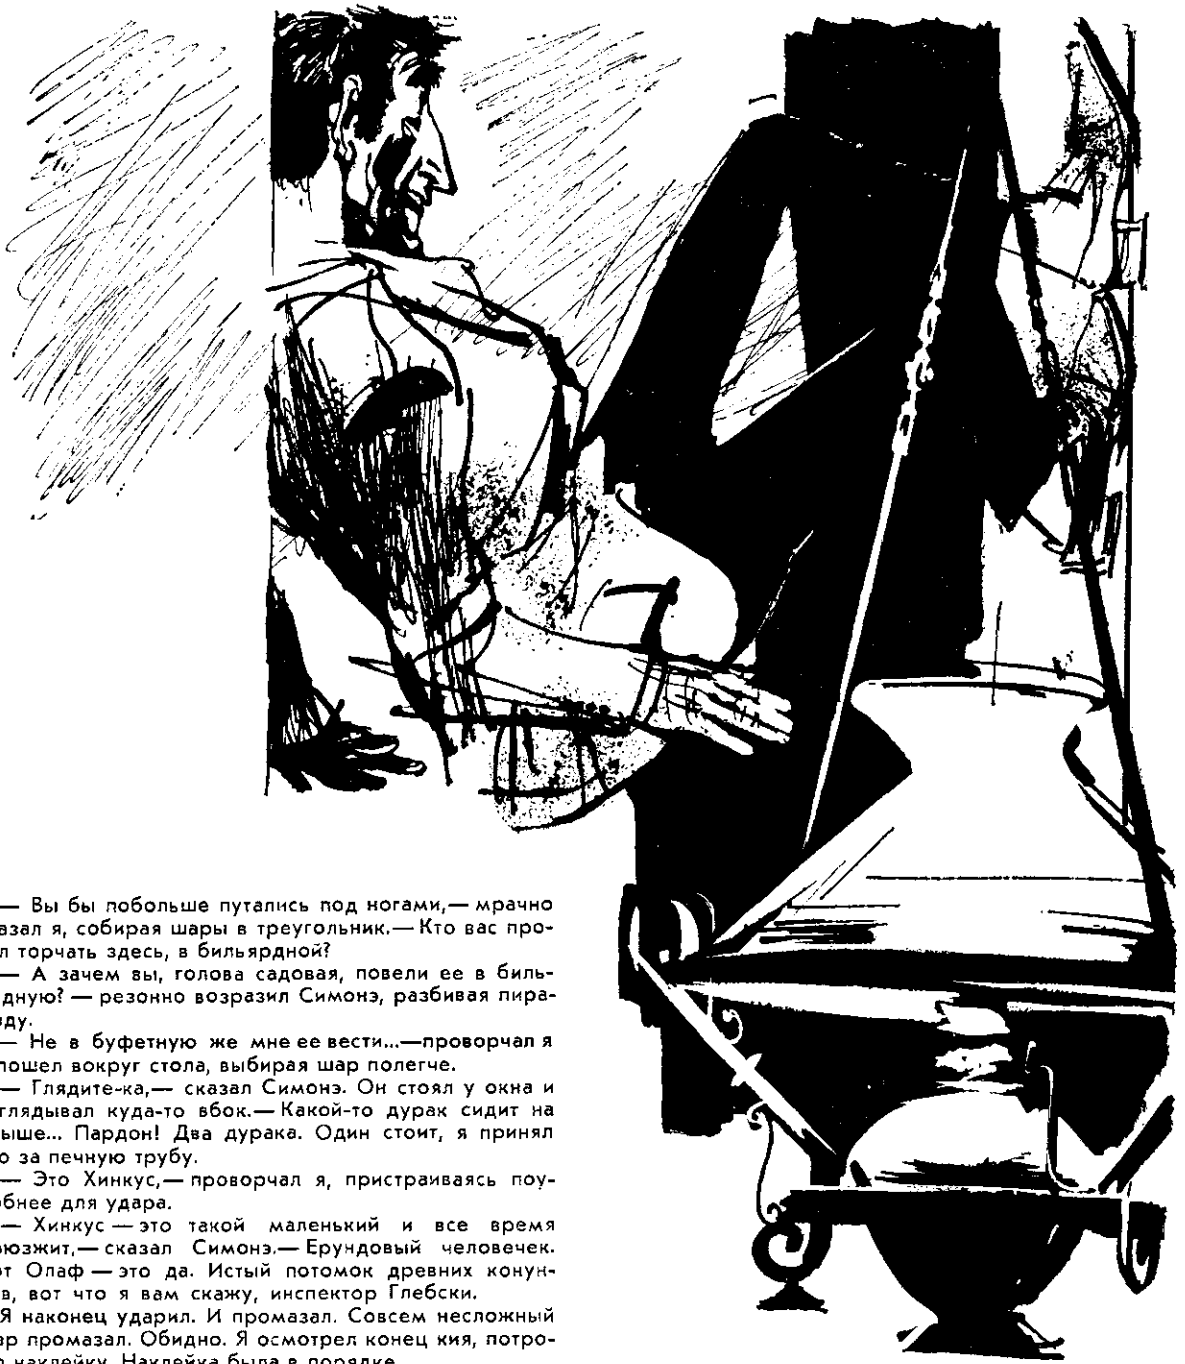 — Вы бы побольше путались под ногами,— мрачно
азал я, собирая шары в треугольник.— Кто вас про-
л торчать здесь, в бильярдной?
— А зачем вы, голова садовая, повели ее в биль-
дную? — резонно возразил Симонэ, разбивая пира-
ду.
— Не в буфетную же мне ее вести...—проворчал я
пошел вокруг стола, выбирая шар полегче.
— Глядите-ка,— сказал Симонэ. Он стоял у окна и
глядывал куда-то вбок.— Какой-то дурак сидит на
ыше... Пардон! Два дурака. Один стоит, я принял
о за печную трубу.
— Это Хинкус,— проворчал я, пристраиваясь поу-
обнее для удара.
— Хинкус — это такой маленький и все время
рюзжит,— сказал Симонэ.— Ерундовый человечек.
от Олаф — это да. Истый потомок древних конун-
в, вот что я вам скажу, инспектор Глебски.
Я наконец ударил. И промазал. Совсем несложный
ар промазал. Обидно. Я осмотрел конец кия, потро-
л наклейку. Наклейка была в порядке.